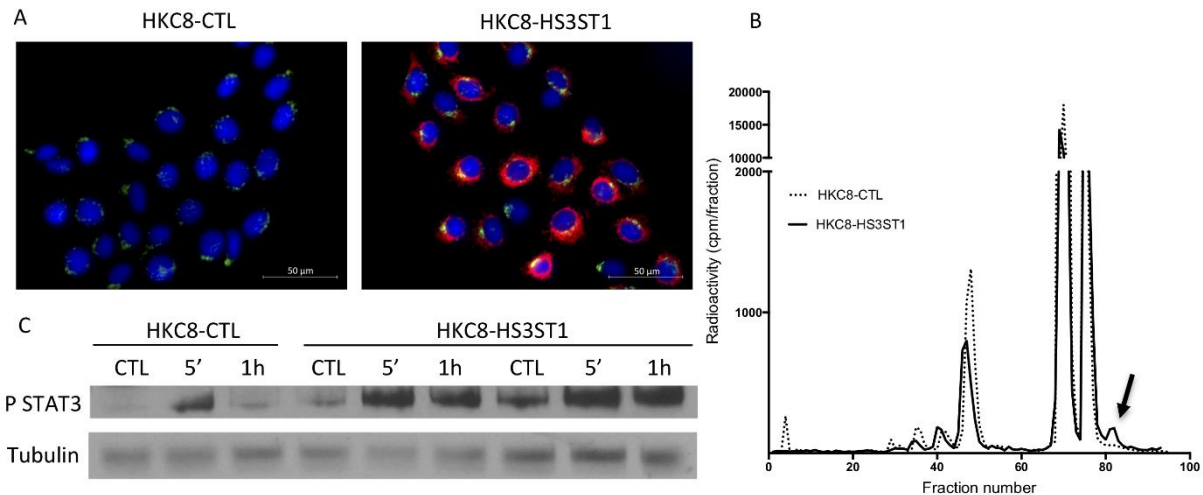 A
HKC8-CTL
HKC8-HS3ST1
50 µm
50 µm
B
20000
15000
10000
2000
1000
Radioactivity (cpm/fraction)
HKC8-CTL
HKC8-HS3ST1
0
20
40
60
80
100
Fraction number
C
HKC8-CTL
HKC8-HS3ST1
CTL 5’ 1h CTL 5’ 1h CTL 5’ 1h
P STAT3
Tubulin